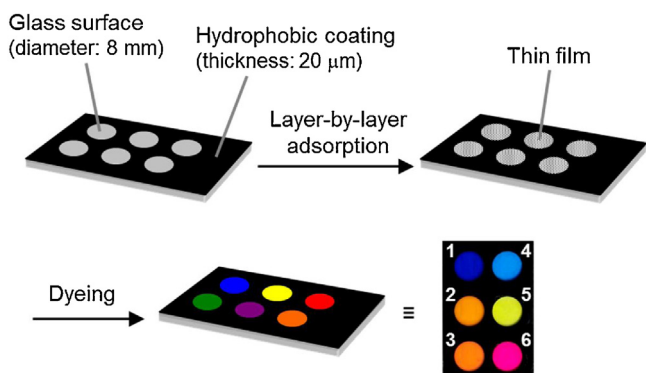 Glass surface
(diameter: 8 mm)
Hydrophobic coating
(thickness: 20 μm)
Thin film
Layer-by-layer
adsorption
Dyeing
≡
1 4
2 5
3 6